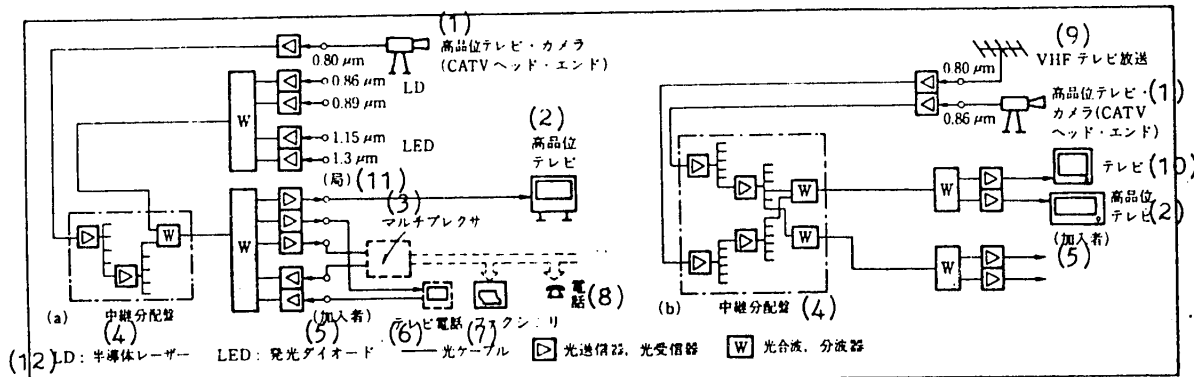 (1)
高品位テレビ・カメラ
(CATVヘッド・エンド)
0.80 μm
0.86 μm
LD
0.89 μm
W
1.15 μm
LED
1.3 μm
(局) (11)
(2)
高品位
テレビ
(3)
マルチプレクサ
W
W
電話 (8)
(a)
中継分配盤
(4)
(加入者)
(5)
テレビ電話
(6)
ファクシミリ
(7)
(9)
VHFテレビ放送
0.80 μm
高品位テレビ・ (1)
カメラ(CATV
ヘッド・エンド)
0.86 μm
W
W
W
テレビ (10)
高品位
テレビ (2)
(加入者)
(5)
W
(b)
中継分配盤 (4)
(12) LD: 半導体レーザー LED: 発光ダイオード 光ケーブル 光送信器, 光受信器 W 光合波, 分波器